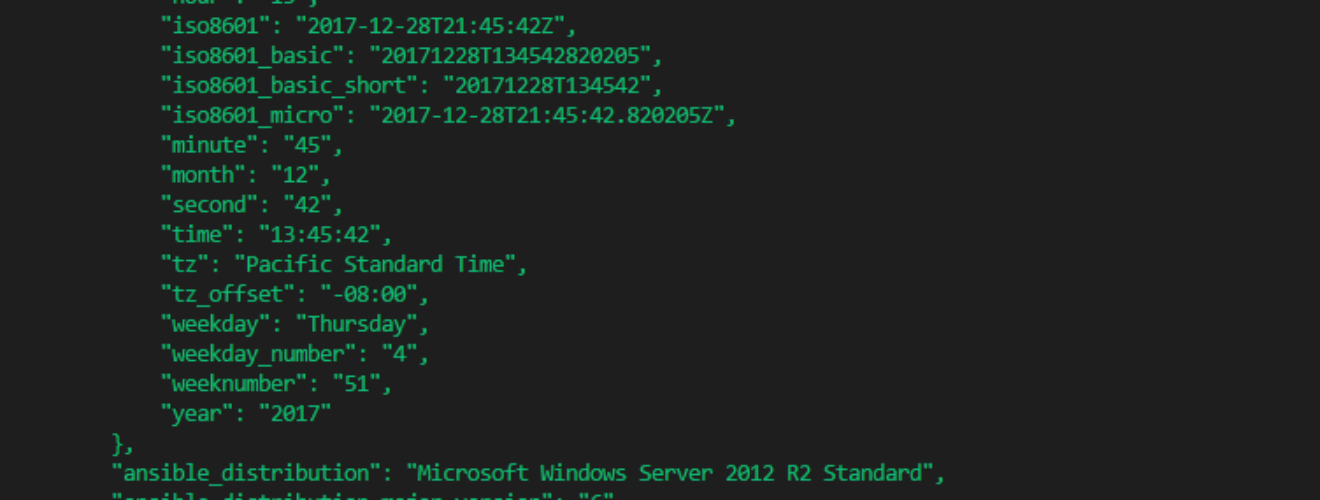 "iso8601": "2017-12-28T21:45:42Z",
"iso8601_basic": "20171228T134542820205",
"iso8601_basic_short": "20171228T134542",
"iso8601_micro": "2017-12-28T21:45:42.820205Z",
"minute": "45",
"month": "12",
"second": "42",
"time": "13:45:42",
"tz": "Pacific Standard Time",
"tz_offset": "-08:00",
"weekday": "Thursday",
"weekday_number": "4",
"weeknumber": "51",
"year": "2017"
},
"ansible_distribution": "Microsoft Windows Server 2012 R2 Standard",